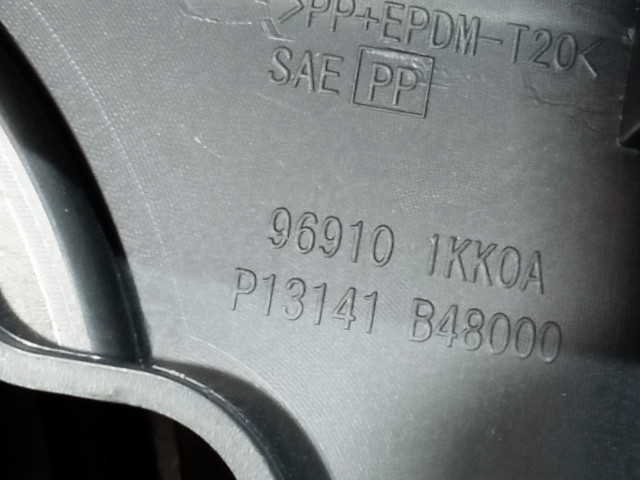 >PP+EPDM-T20<
SAE PP
96910 1KK0A
P13141 B48000